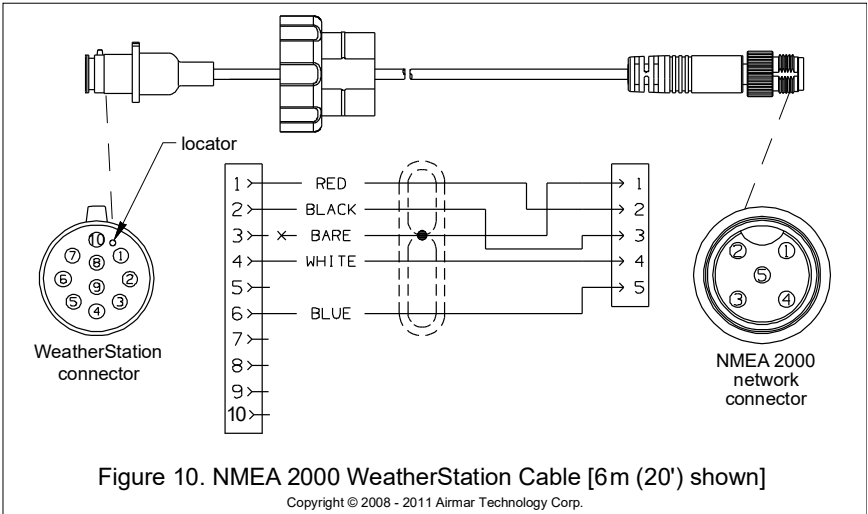 locator
1 RED 1
2 BLACK 2
3 BARE 3
4 WHITE 4
5 5
6 BLUE
7
8
9
10
10
7 8 1
6 9 2
5 4 3
WeatherStation
connector
2 1
5
3 4
NMEA 2000
network
connector
Figure 10. NMEA 2000 WeatherStation Cable [6m (20') shown]
Copyright © 2008 - 2011 Airmar Technology Corp.